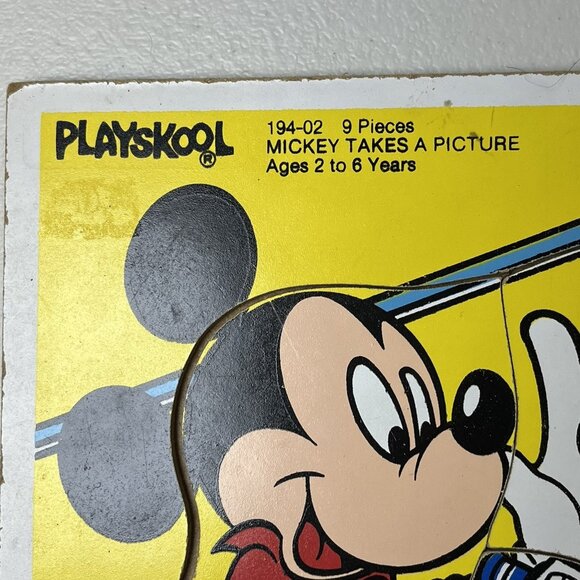 PLAYSKOOL®
194-02 9 Pieces
MICKEY TAKES A PICTURE
Ages 2 to 6 Years